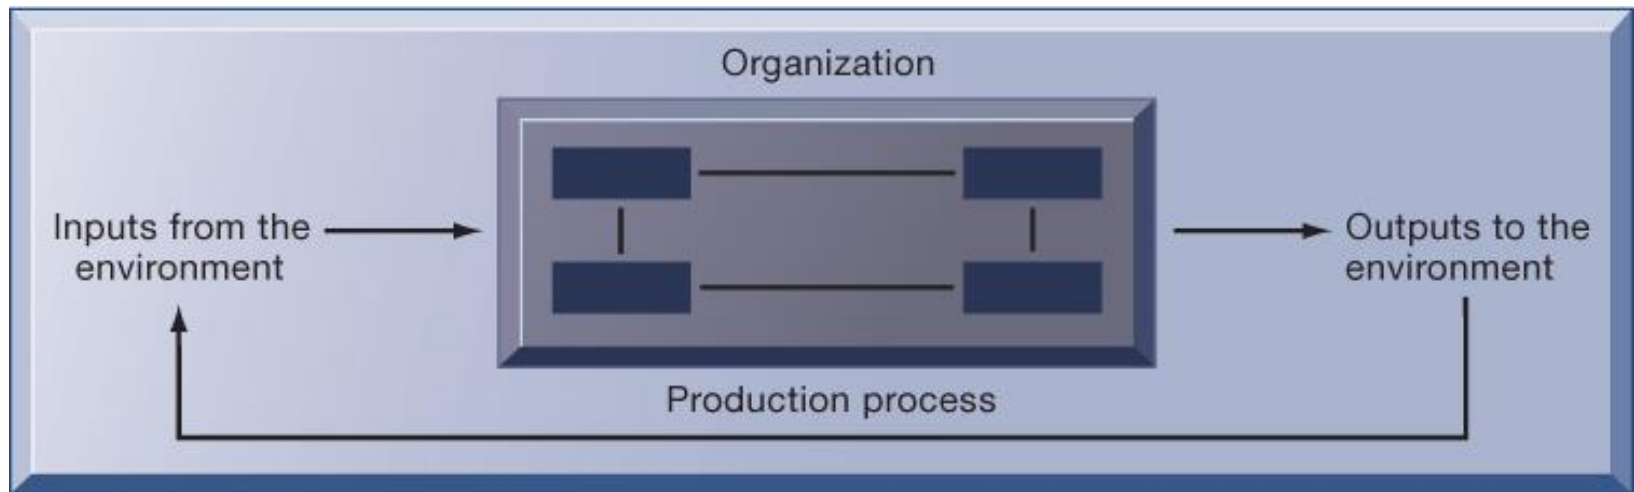 Organization
Inputs from the
environment
Outputs to the
environment
Production process